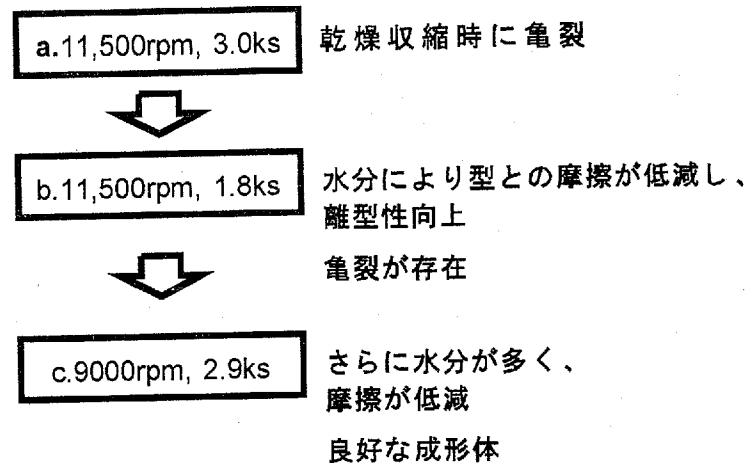 a.11,500rpm, 3.0ks
乾燥収縮時に亀裂
b.11,500rpm, 1.8ks
水分により型との摩擦が低減し、
離型性向上
亀裂が存在
c.9000rpm, 2.9ks
さらに水分が多く、
摩擦が低減
良好な成形体